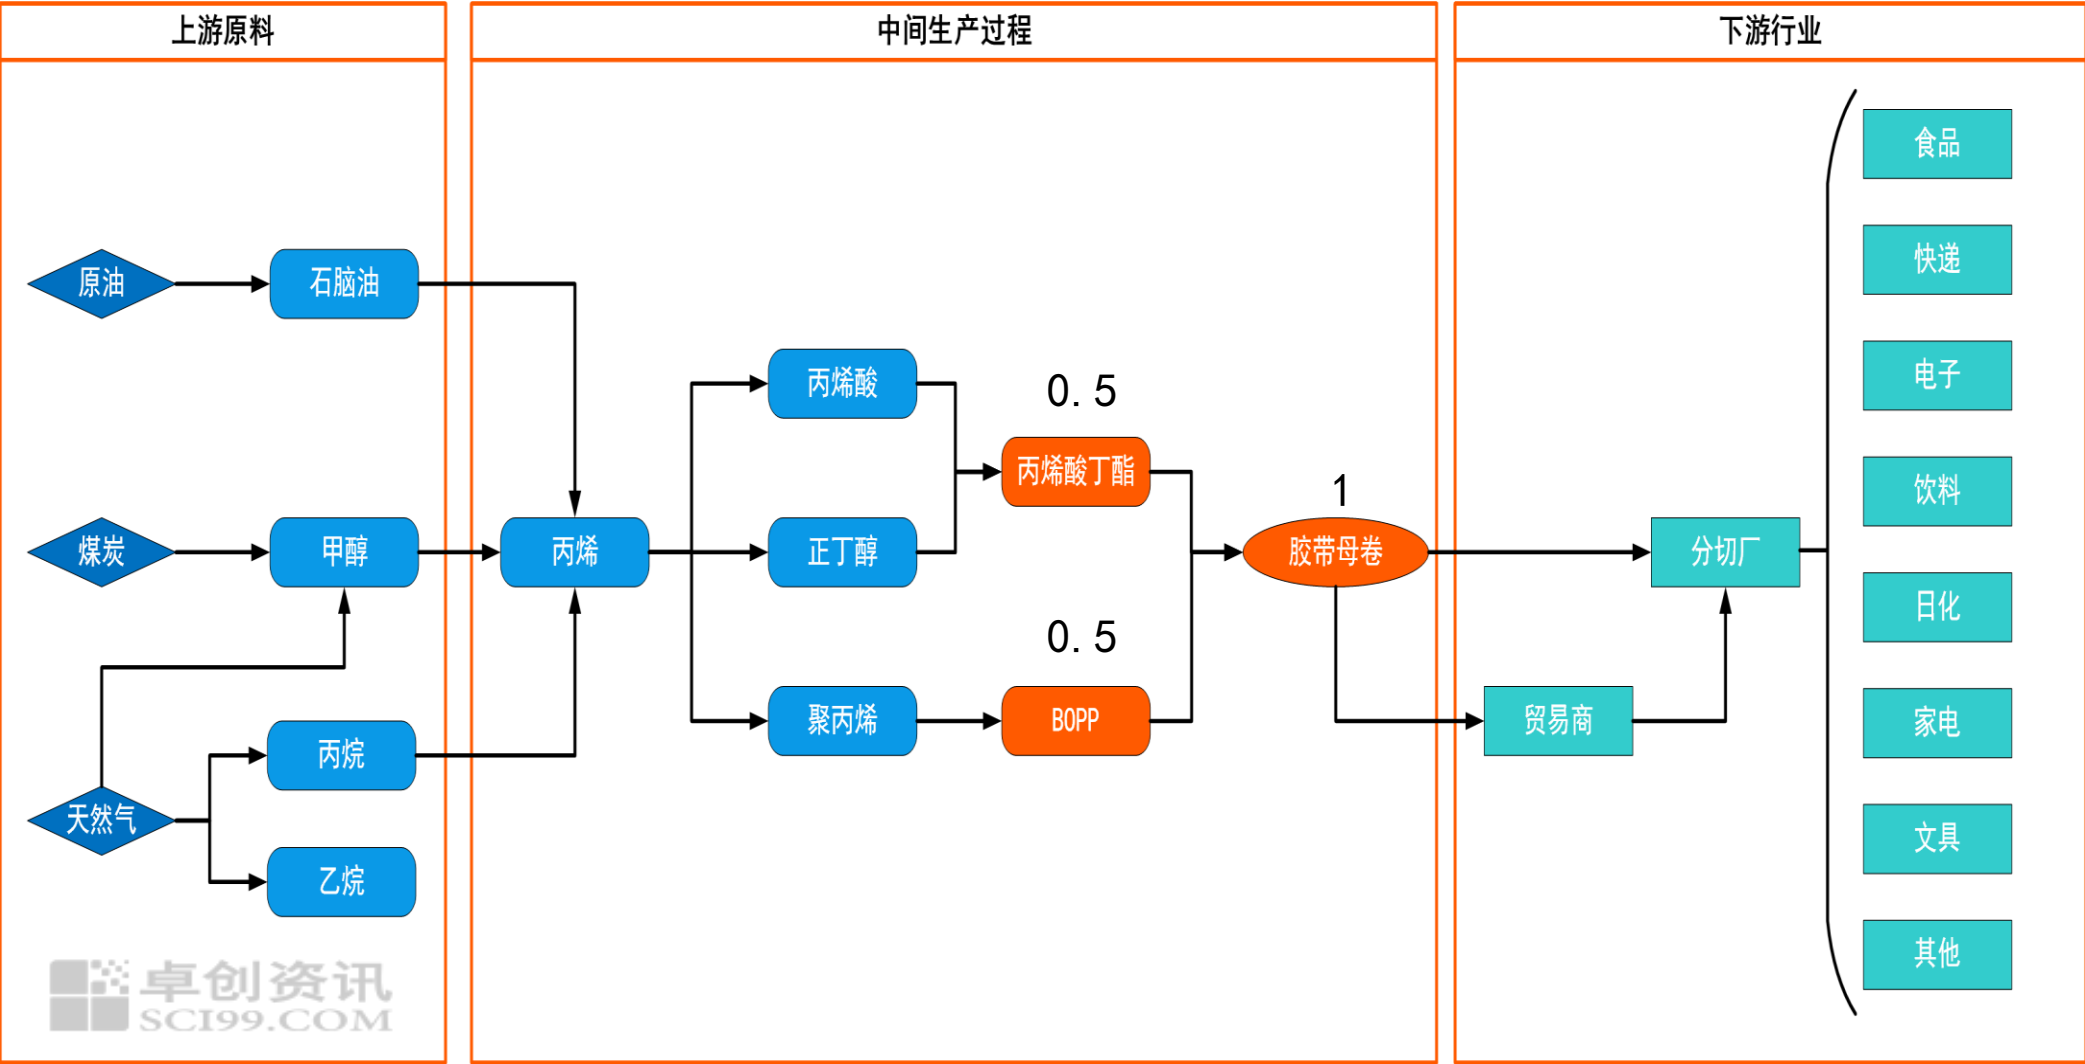 上游原料
中间生产过程
下游行业
原油
石脑油
煤炭
甲醇
天然气
丙烷
乙烷
丙烯
丙烯酸
正丁醇
聚丙烯
0.5
丙烯酸丁酯
0.5
BOPP
1
胶带母卷
贸易商
分切厂
食品
快递
电子
饮料
日化
家电
文具
其他
卓创资讯
SCI99.COM